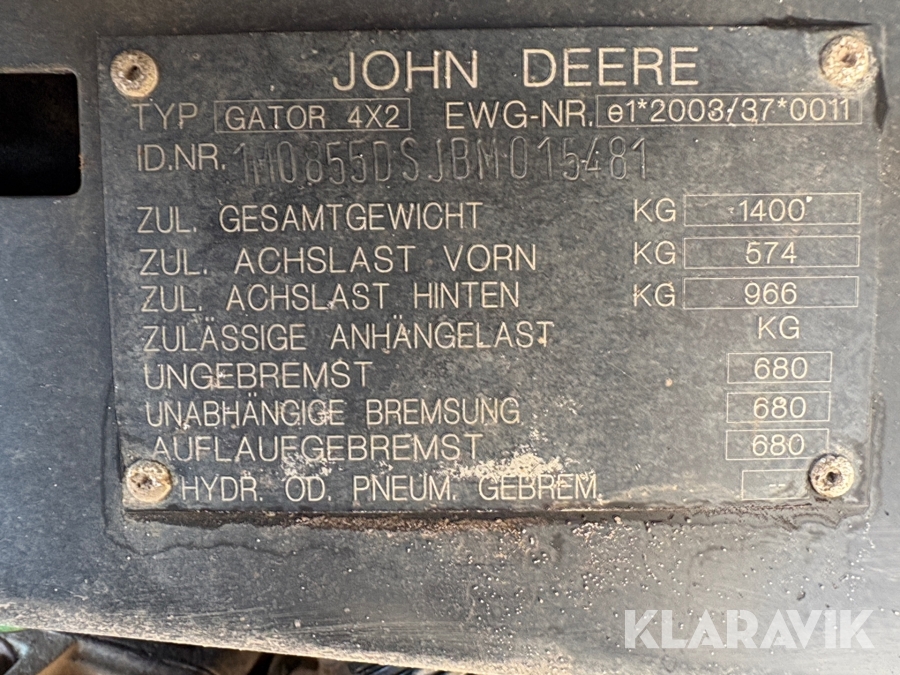 JOHN DEERE
TYP GATOR 4X2 EWG-NR. e1*2003/37*0011
ID.NR. 1M0855DSJBM015481
ZUL. GESAMTGEWICHT KG 1400
ZUL. ACHSLAST VORN KG 574
ZUL. ACHSLAST HINTEN KG 966
ZULÄSSIGE ANHÄNGELAST KG
UNGEBREMST 680
UNABHÄNGIGE BREMSUNG 680
AUFLAUFGEBREMST 680
HYDR. OD. PNEUM. GEBREM. --
KLARAVIK